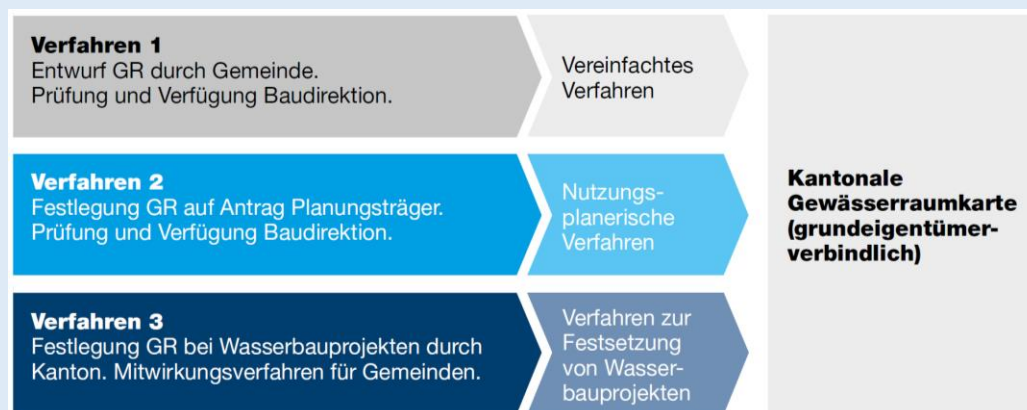 Verfahren 1
Entwurf GR durch Gemeinde.
Prüfung und Verfügung Baudirektion.
Vereinfachtes
Verfahren
Verfahren 2
Festlegung GR auf Antrag Planungsträger.
Prüfung und Verfügung Baudirektion.
Nutzungs-
planerische
Verfahren
Verfahren 3
Festlegung GR bei Wasserbauprojekten durch
Kanton. Mitwirkungsverfahren für Gemeinden.
Verfahren zur
Festsetzung
von Wasser-
bauprojekten
Kantonale
Gewässerraumkarte
(grundeigentümer-
verbindlich)